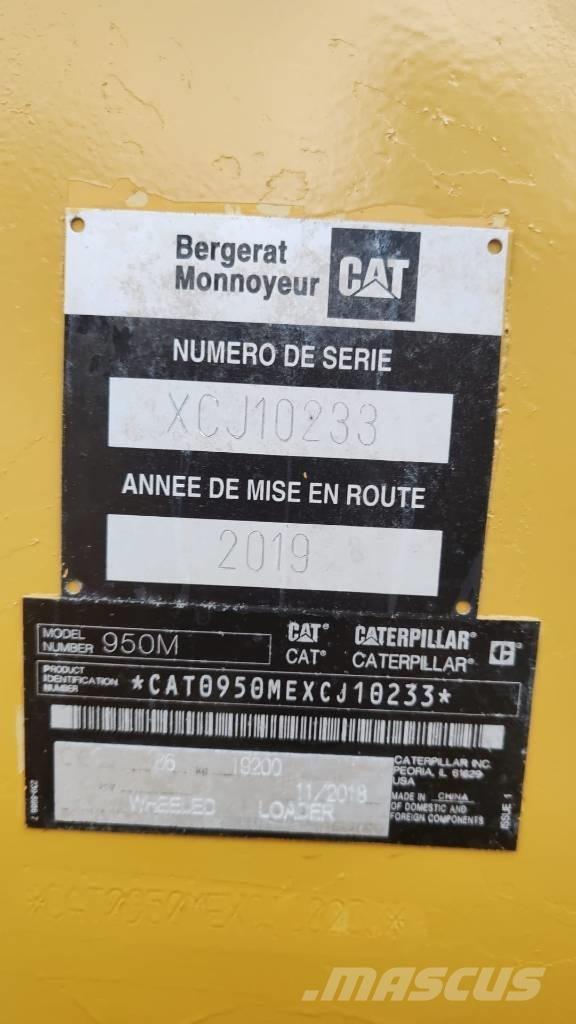 Bergerat
Monnoyeur CAT
NUMERO DE SERIE
XCJ10233
ANNEE DE MISE EN ROUTE
2019
MODEL
NUMBER 950M
CAT® CATERPILLAR®
CAT® CATERPILLAR®
PRODUCT
IDENTIFICATION
NUMBER *CAT0950MEXCJ10233*
kg 19200
11/2018
WHEELED LOADER
CATERPILLAR INC.
PEORIA, IL 61629
USA
MADE IN CHINA
OF DOMESTIC AND
FOREIGN COMPONENTS
ISSUE 1
MASCUS